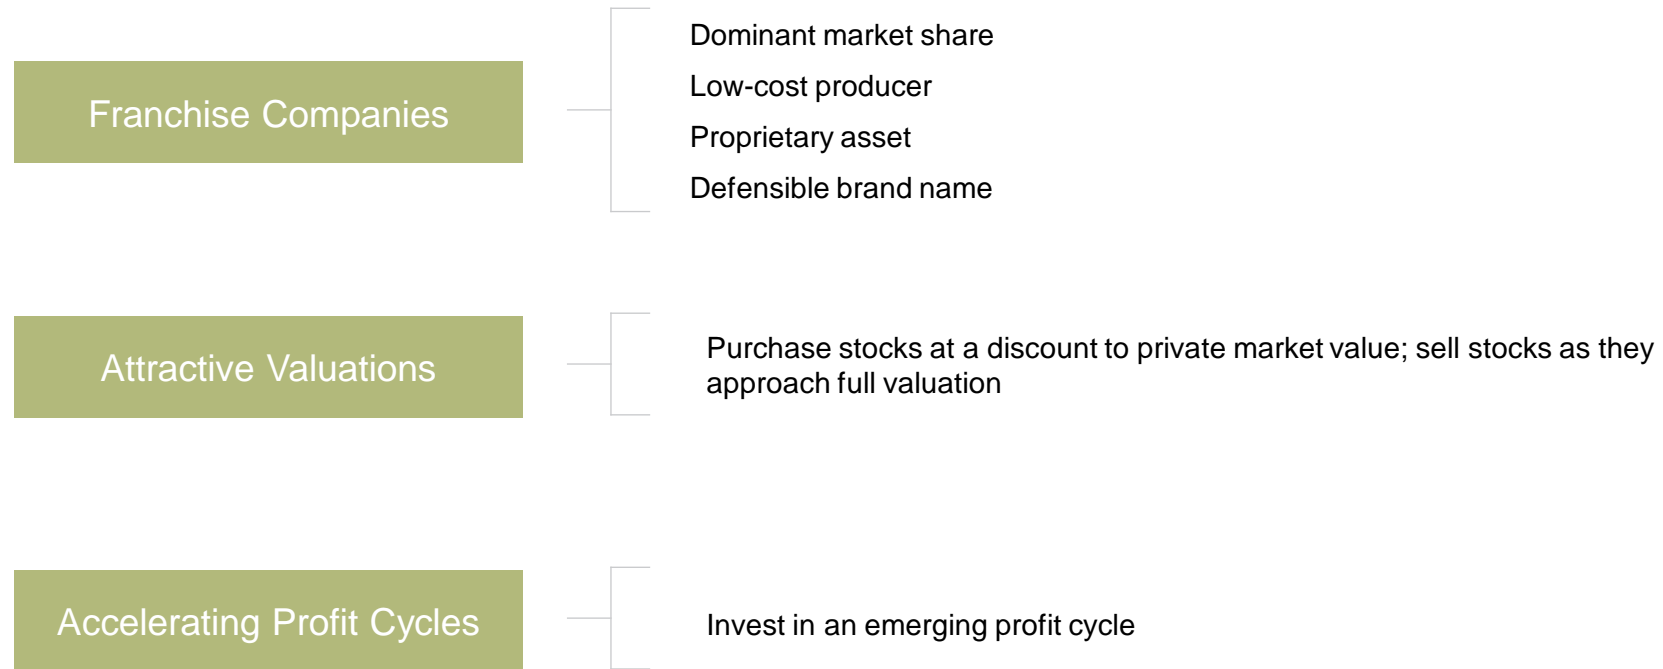 Franchise Companies
Dominant market share
Low-cost producer
Proprietary asset
Defensible brand name
Attractive Valuations
Purchase stocks at a discount to private market value; sell stocks as they
approach full valuation
Accelerating Profit Cycles
Invest in an emerging profit cycle